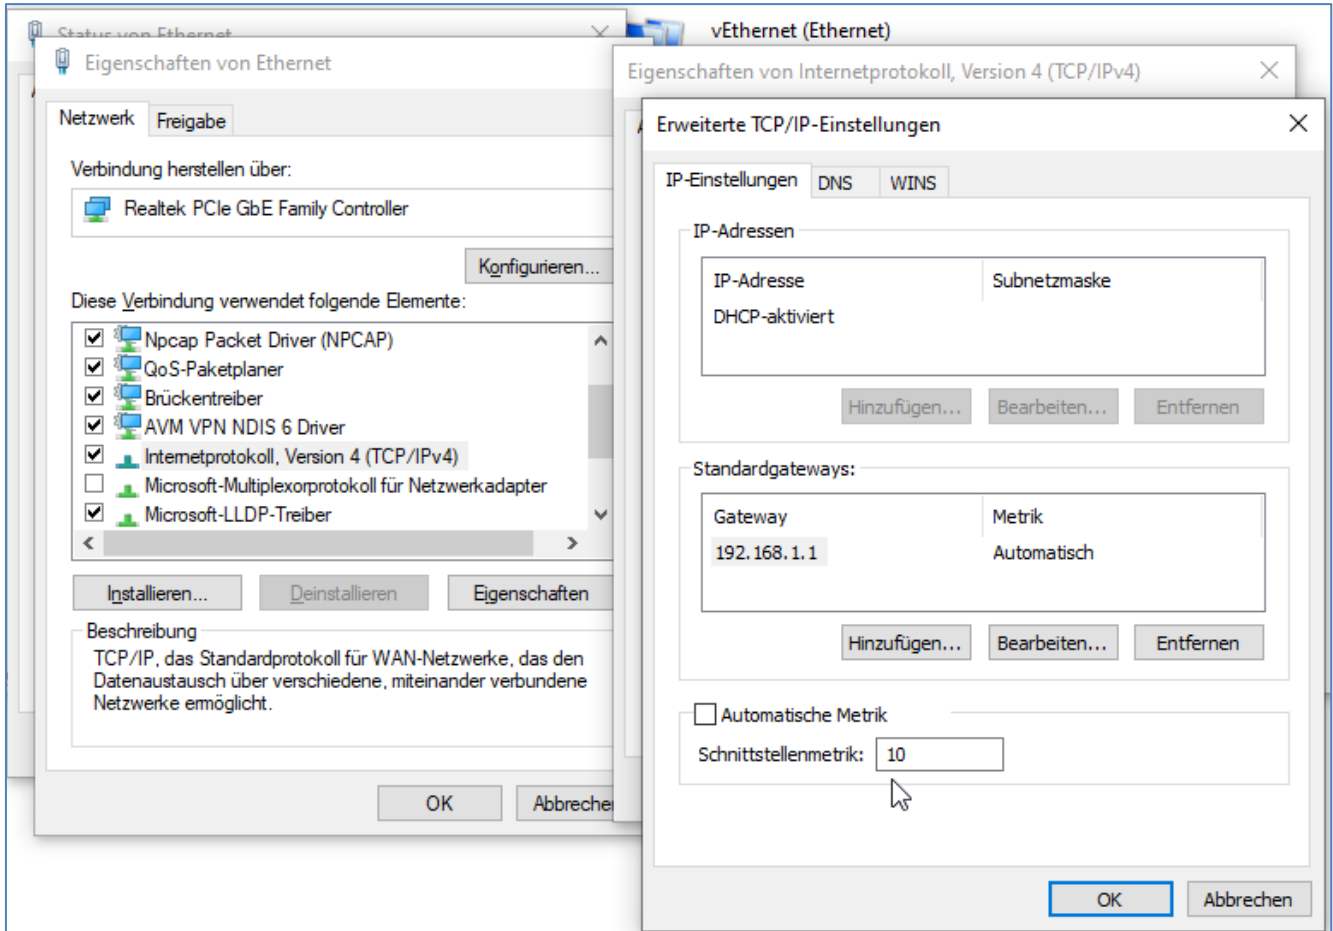 Status von Ethernet
vEthernet (Ethernet)
Eigenschaften von Ethernet
Netzwerk
Freigabe
Verbindung herstellen über:
Realtek PCIe GbE Family Controller
Konfigurieren...
Diese Verbindung verwendet folgende Elemente:
Npcap Packet Driver (NPCAP)
QoS-Paketplaner
Brückentreiber
AVM VPN NDIS 6 Driver
Internetprotokoll, Version 4 (TCP/IPv4)
Microsoft-Multiplexorprotokoll für Netzwerkadapter
Microsoft-LLDP-Treiber
Installieren...
Deinstallieren
Eigenschaften
Beschreibung
TCP/IP, das Standardprotokoll für WAN-Netzwerke, das den
Datenaustausch über verschiedene, miteinander verbundene
Netzwerke ermöglicht.
OK
Abbreche
Eigenschaften von Internetprotokoll, Version 4 (TCP/IPv4)
Erweiterte TCP/IP-Einstellungen
IP-Einstellungen
DNS
WINS
IP-Adressen
IP-Adresse
Subnetzmaske
DHCP-aktiviert
Hinzufügen...
Bearbeiten...
Entfernen
Standardgateways:
Gateway
Metrik
192.168.1.1
Automatisch
Hinzufügen...
Bearbeiten...
Entfernen
Automatische Metrik
Schnittstellenmetrik:
10
OK
Abbrechen